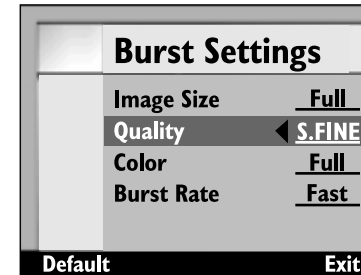 Burst Settings
Image Size Full
Quality S.FINE
Color Full
Burst Rate Fast
Default Exit